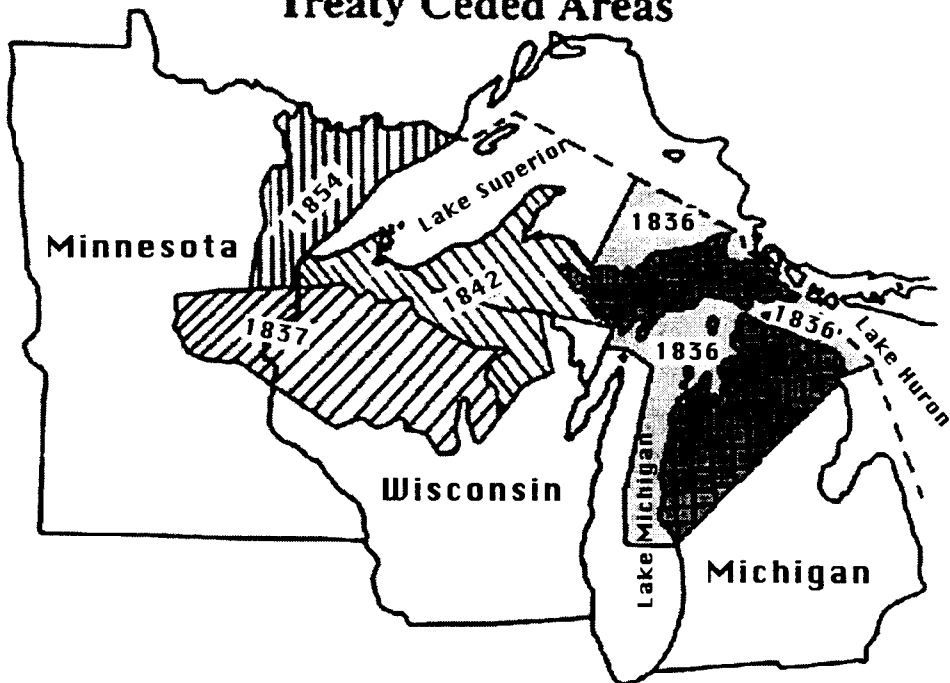 Treaty Ceded Areas
1854
Lake Superior
1836
Minnesota
1842
1837
1836
1836
Lake Huron
Wisconsin
Lake Michigan
Michigan